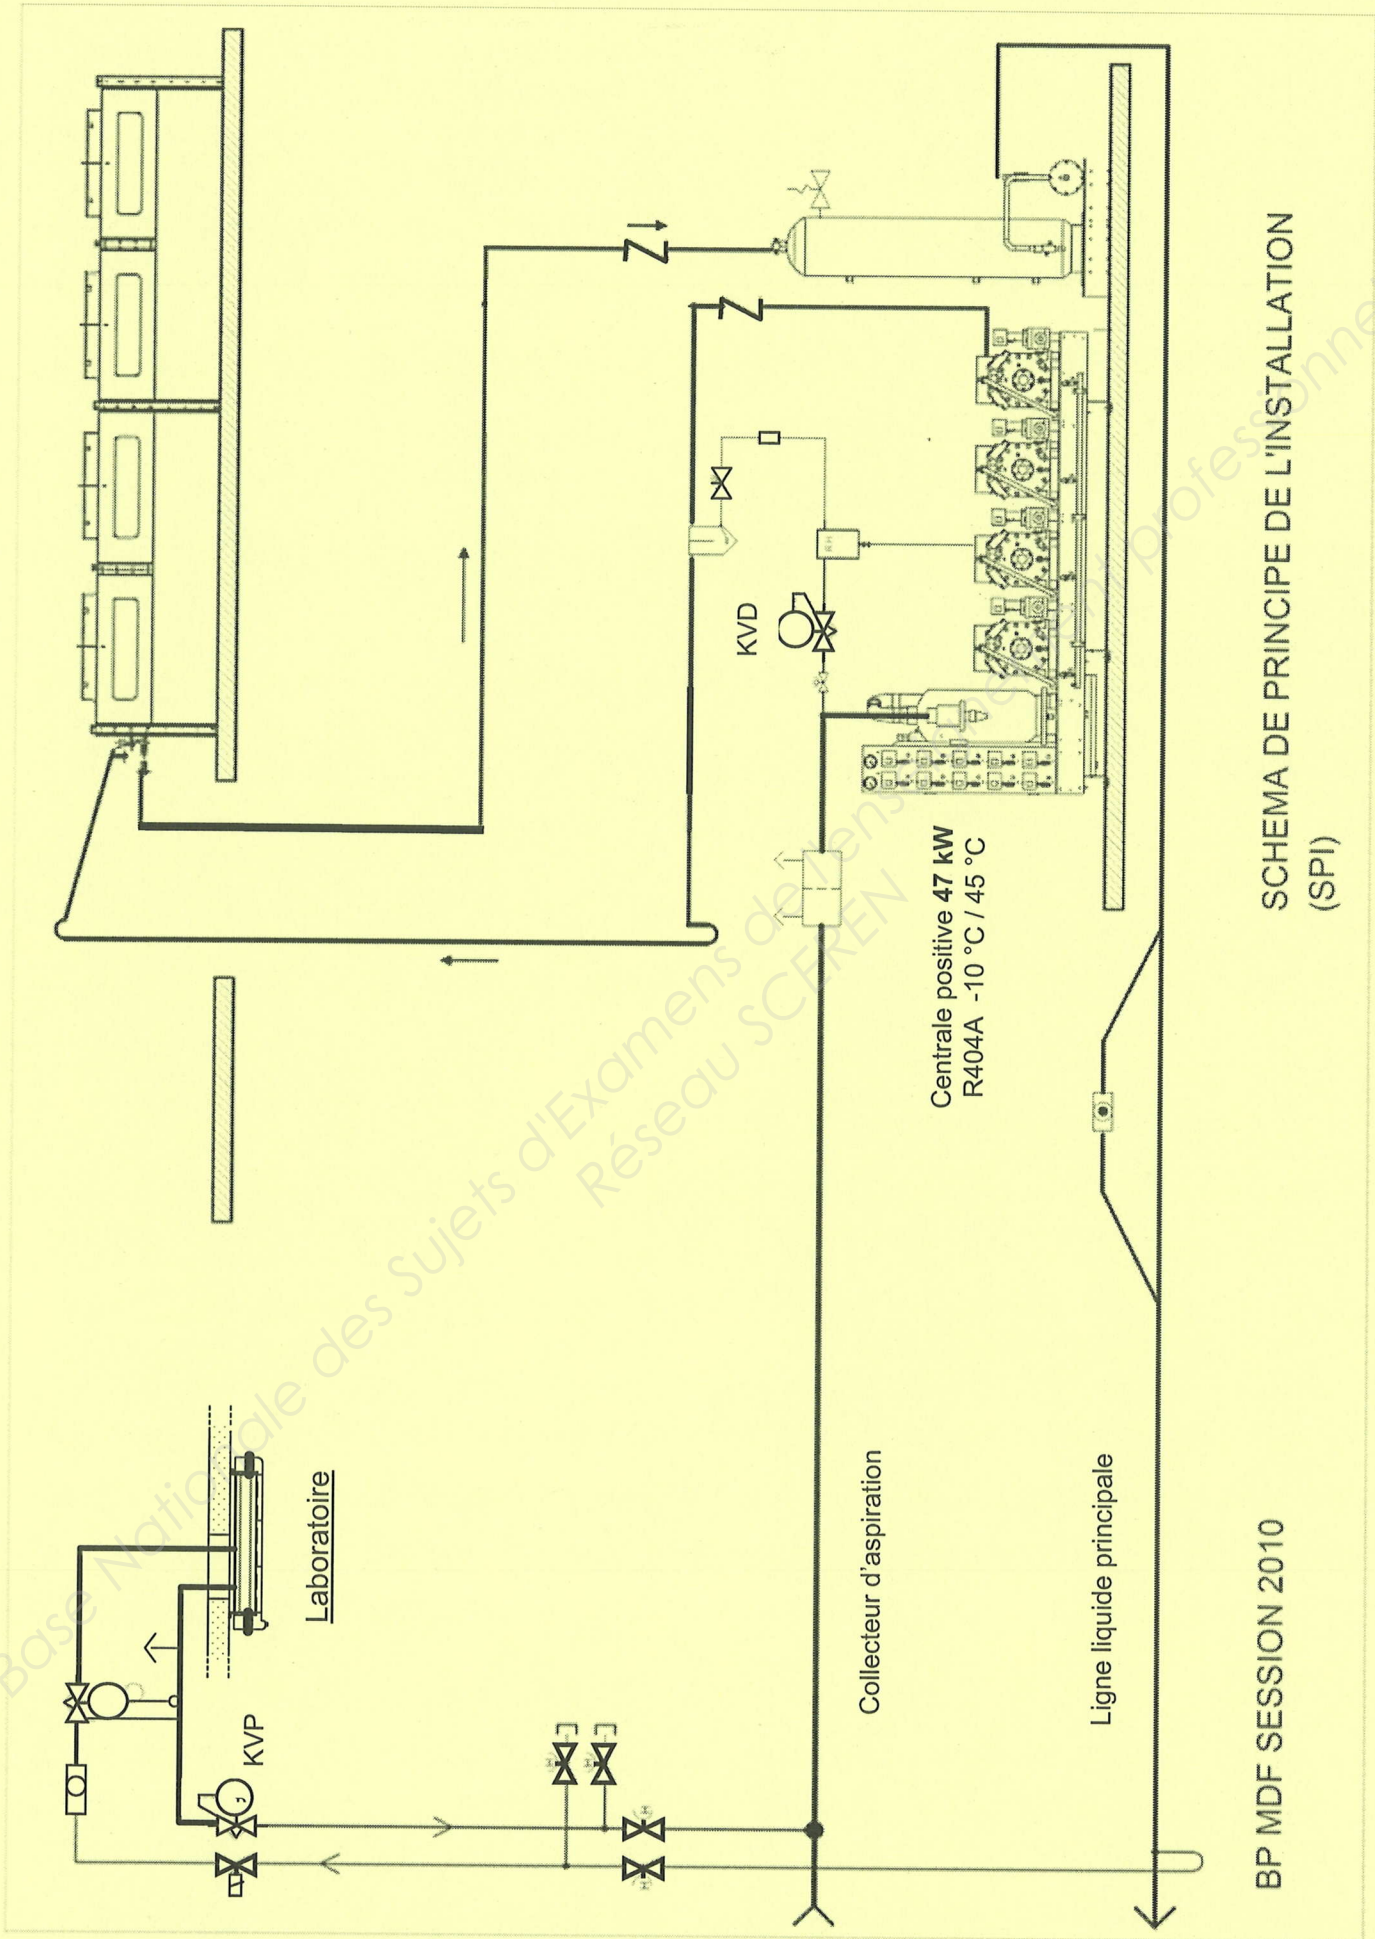 Laboratoire
KVP
KVD
Centrale positive 47 kW
R404A -10 °C / 45 °C
Collecteur d'aspiration
Ligne liquide principale
BP MDF SESSION 2010
SCHEMA DE PRINCIPE DE L'INSTALLATION
(SPI)
Base Nationale des Sujets d'Examens de l'enseignement professionnel
Réseau SCEREN